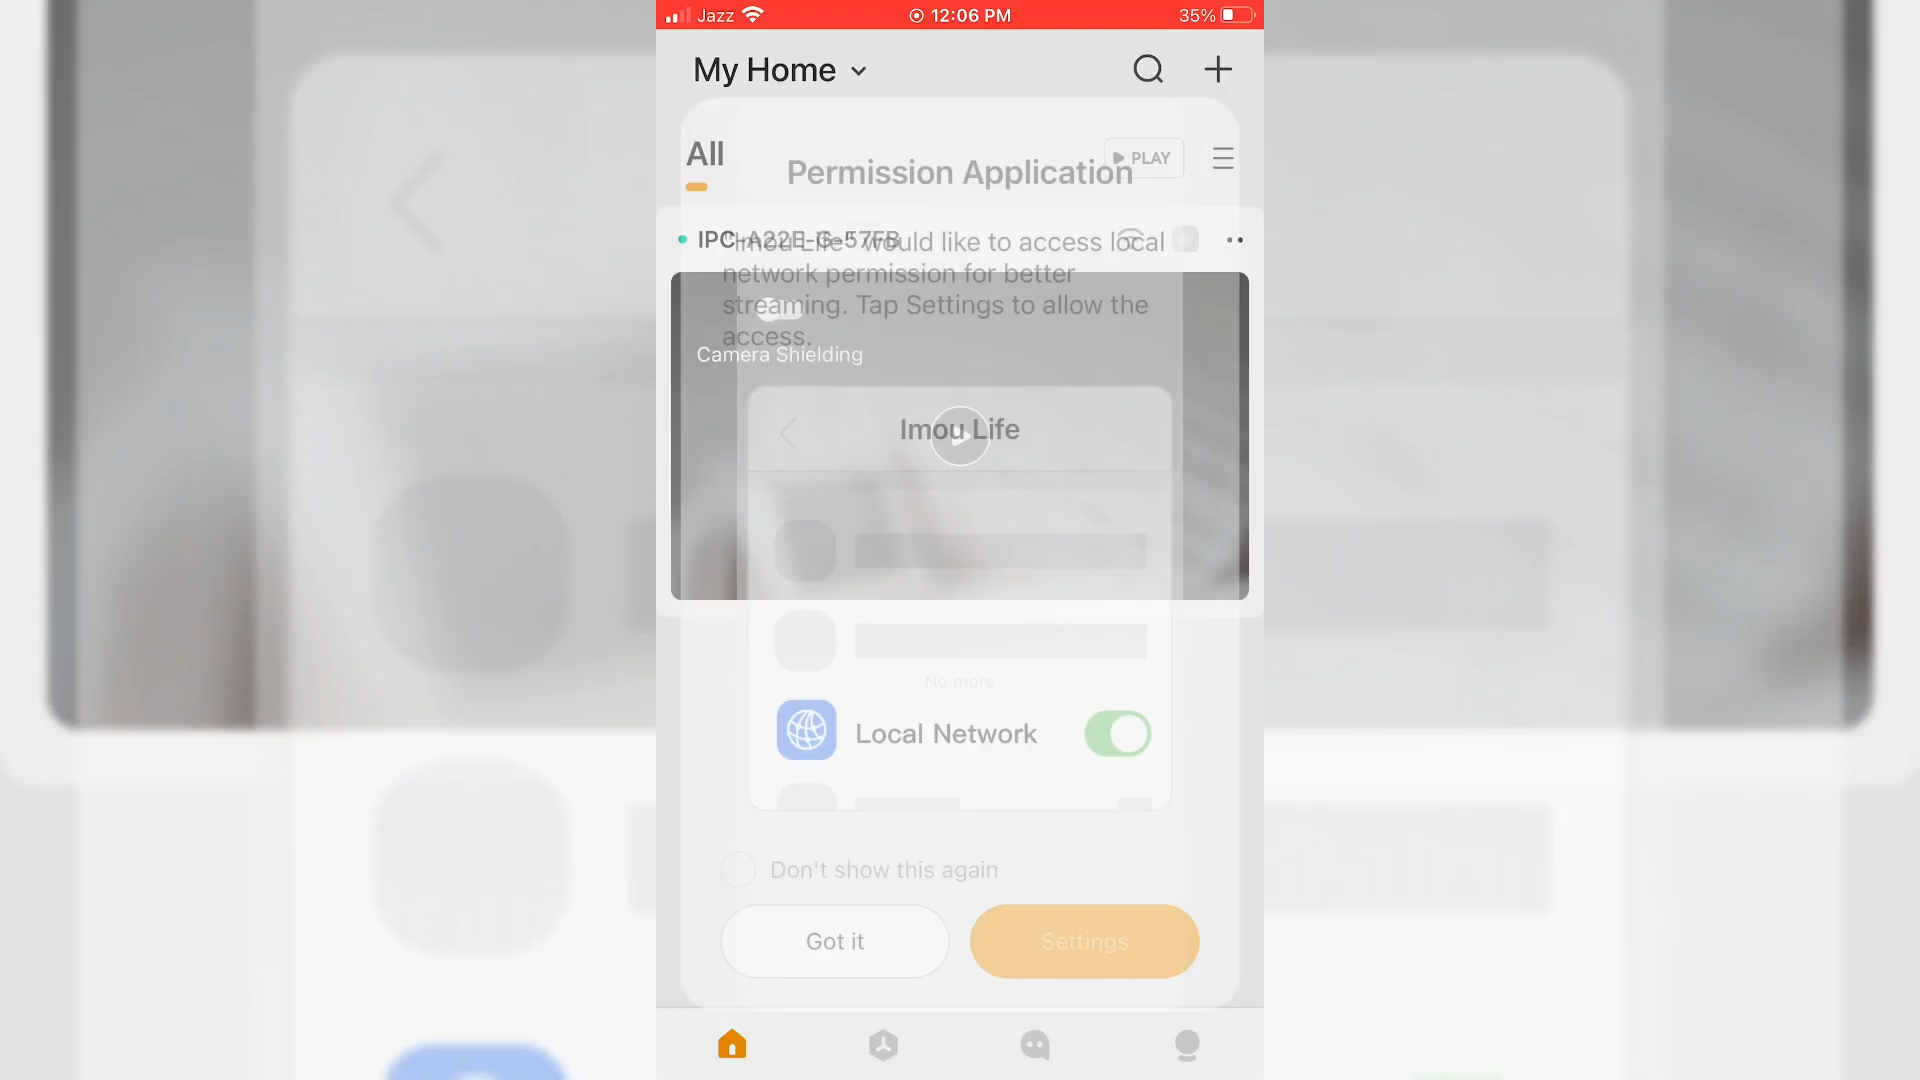 Jazz 12:06 PM 35%
My Home
All
PLAY
Permission Application
IPC-A22E-G-57FB
"Imou Life" would like to access local
network permission for better
streaming. Tap Settings to allow the
access.
Camera Shielding
Imou Life
No more
Local Network
Don't show this again
Got it
Settings